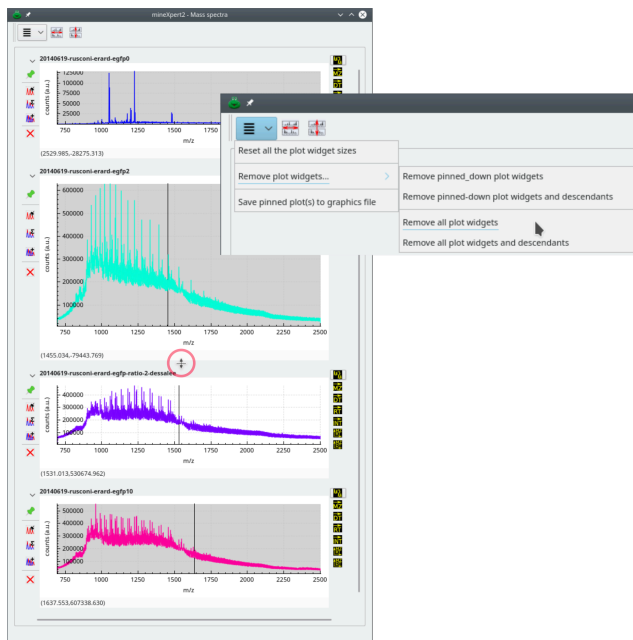 mineXpert2 - Mass spectra
20140619-rusconi-erard-egfp0
counts (a.u.)
125000
100000
75000
50000
25000
750 1000 1250 1500 1750
m/z
(2529.985,-28275.313)
20140619-rusconi-erard-egfp2
counts (a.u.)
600000
500000
400000
300000
200000
100000
750 1000 1250 1500 1750 2000 2250 2500
m/z
(1455.034,-79443.769)
20140619-rusconi-erard-egfp-ratio-2-dessalee
counts (a.u.)
400000
300000
200000
100000
750 1000 1250 1500 1750 2000 2250 2500
m/z
(1531.013,530674.962)
20140619-rusconi-erard-egfp10
counts (a.u.)
500000
400000
300000
200000
100000
750 1000 1250 1500 1750 2000 2250 2500
m/z
(1637.553,607338.630)
Reset all the plot widget sizes
Remove plot widgets...
Save pinned plot(s) to graphics file
Remove pinned_down plot widgets
Remove pinned-down plot widgets and descendants
Remove all plot widgets
Remove all plot widgets and descendants